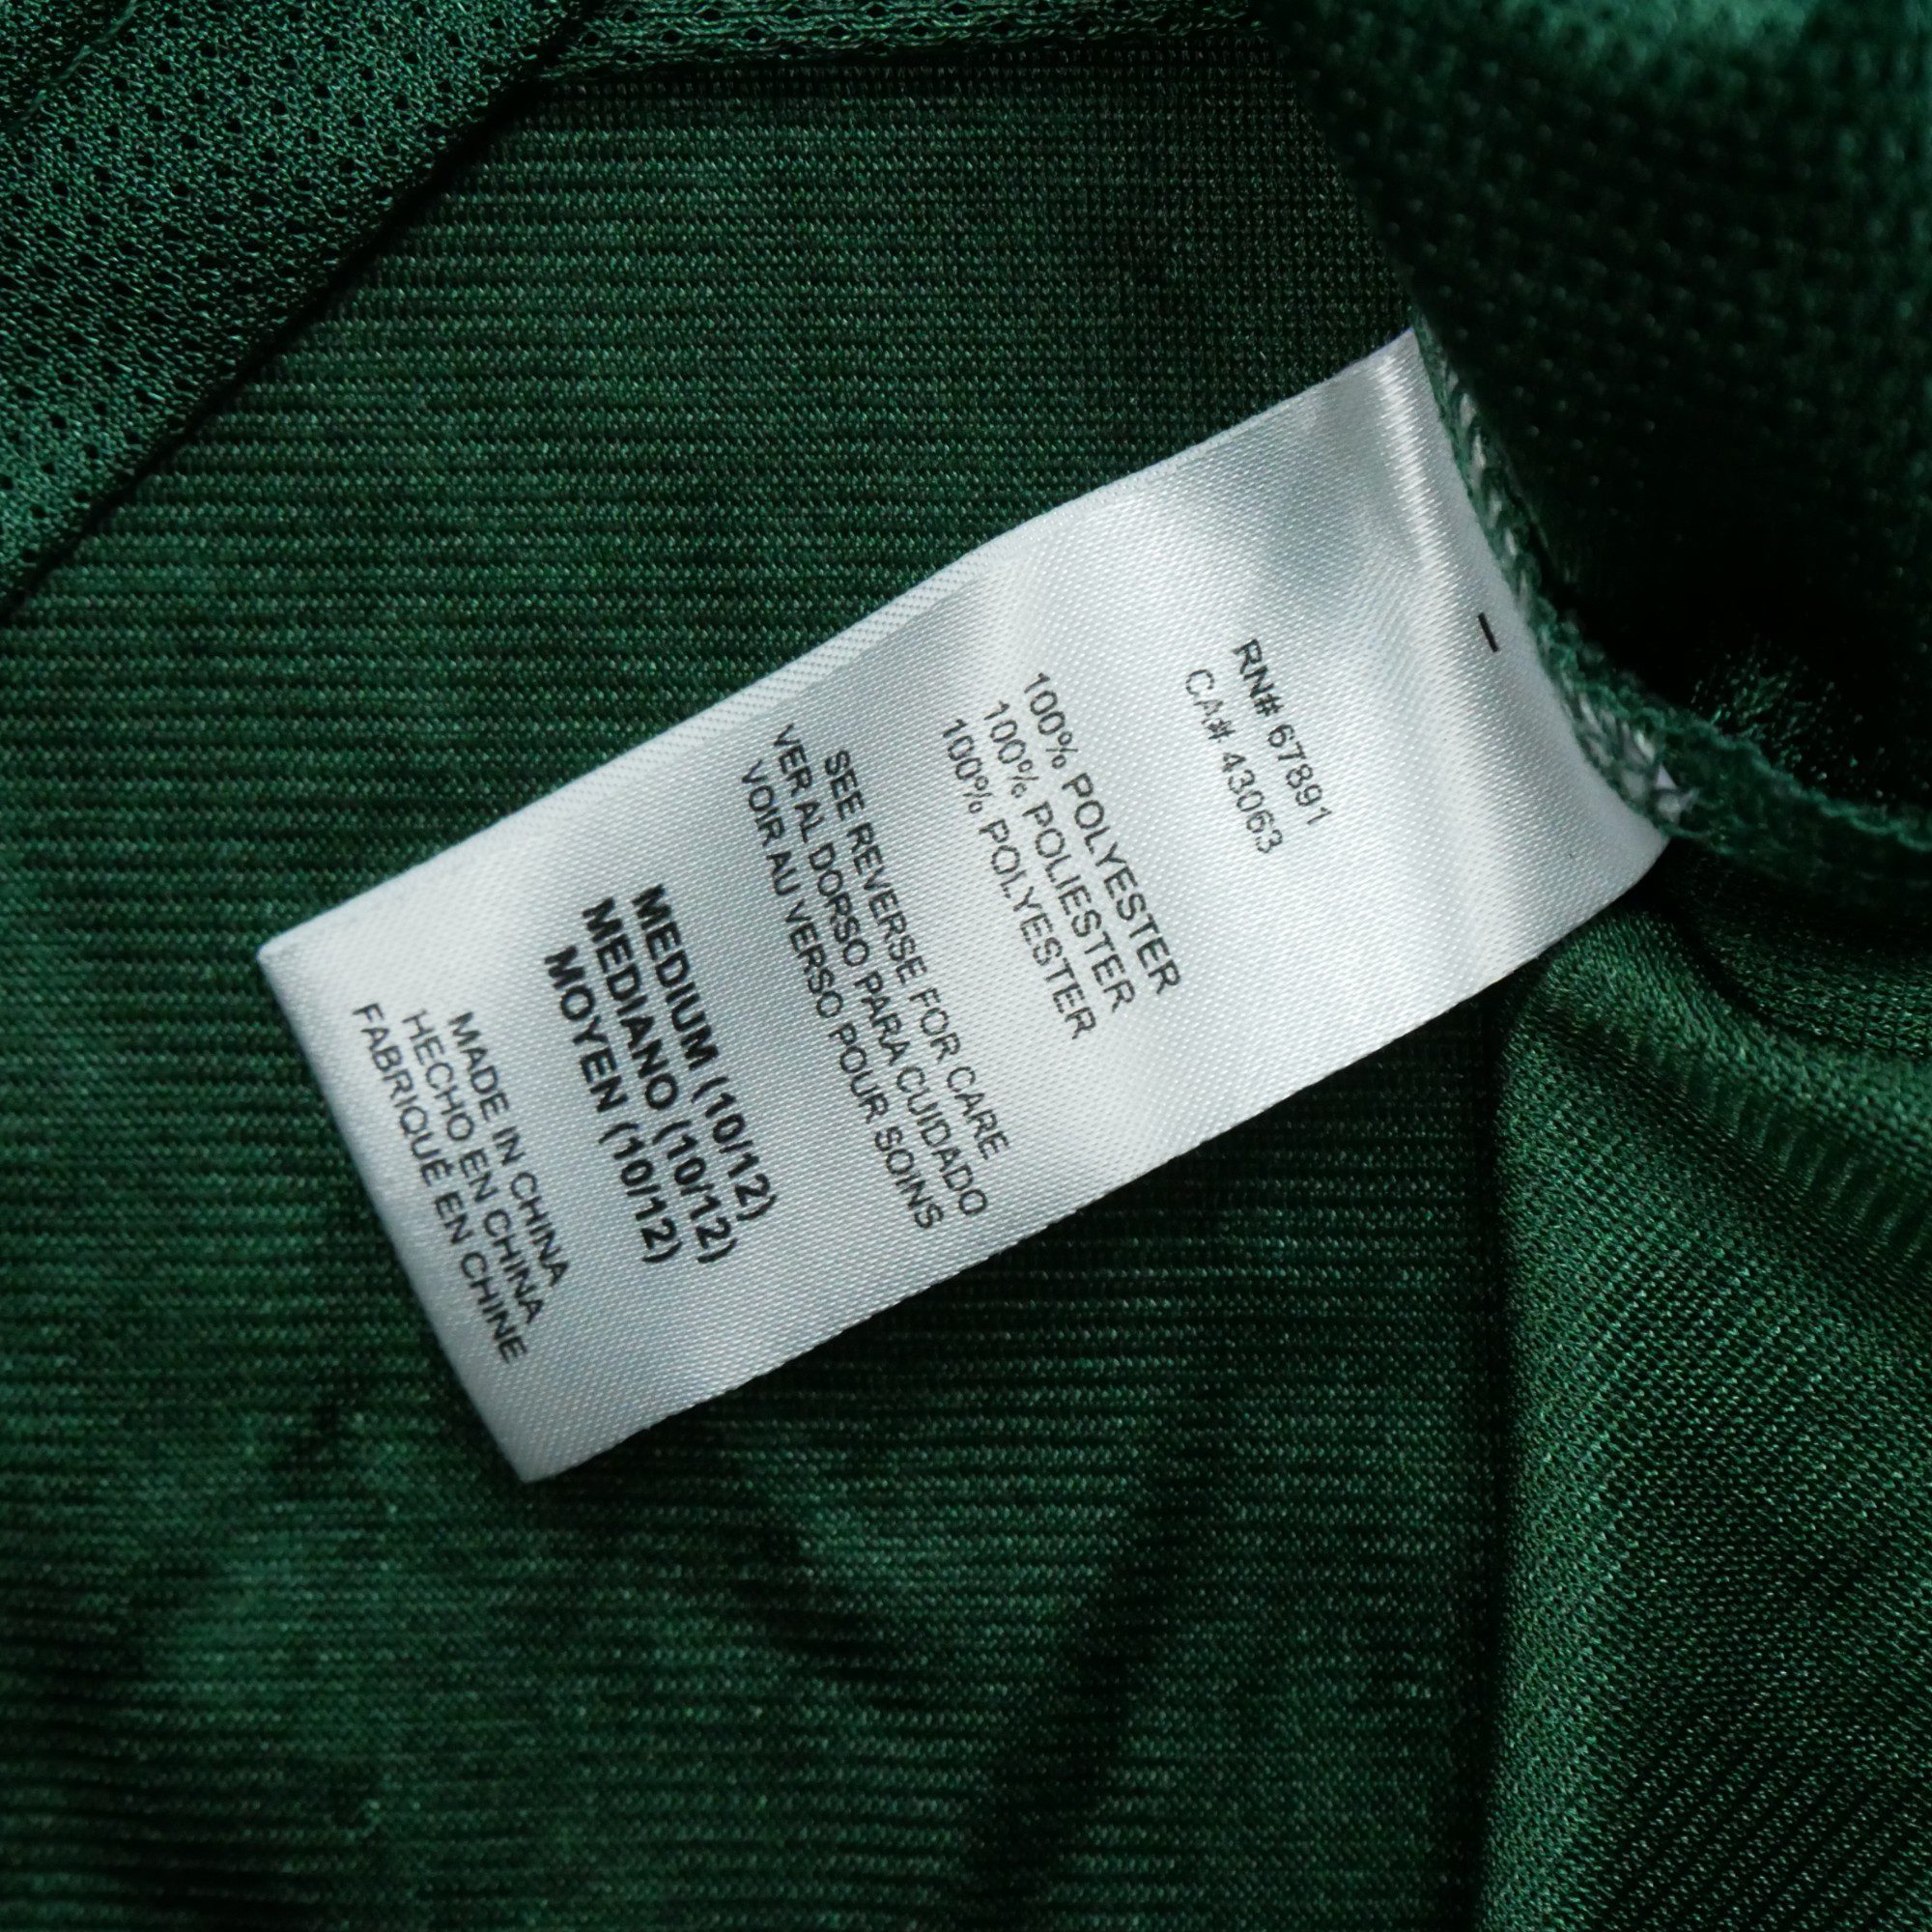 RN# 67891
CA# 43063
100% POLYESTER
100% POLIESTER
100% POLYESTER
SEE REVERSE FOR CARE
VER AL DORSO PARA CUIDADO
VOIR AU VERSO POUR SOINS
MEDIUM (10/12)
MEDIANO (10/12)
MOYEN (10/12)
MADE IN CHINA
HECHO EN CHINA
FABRIQUÉ EN CHINE